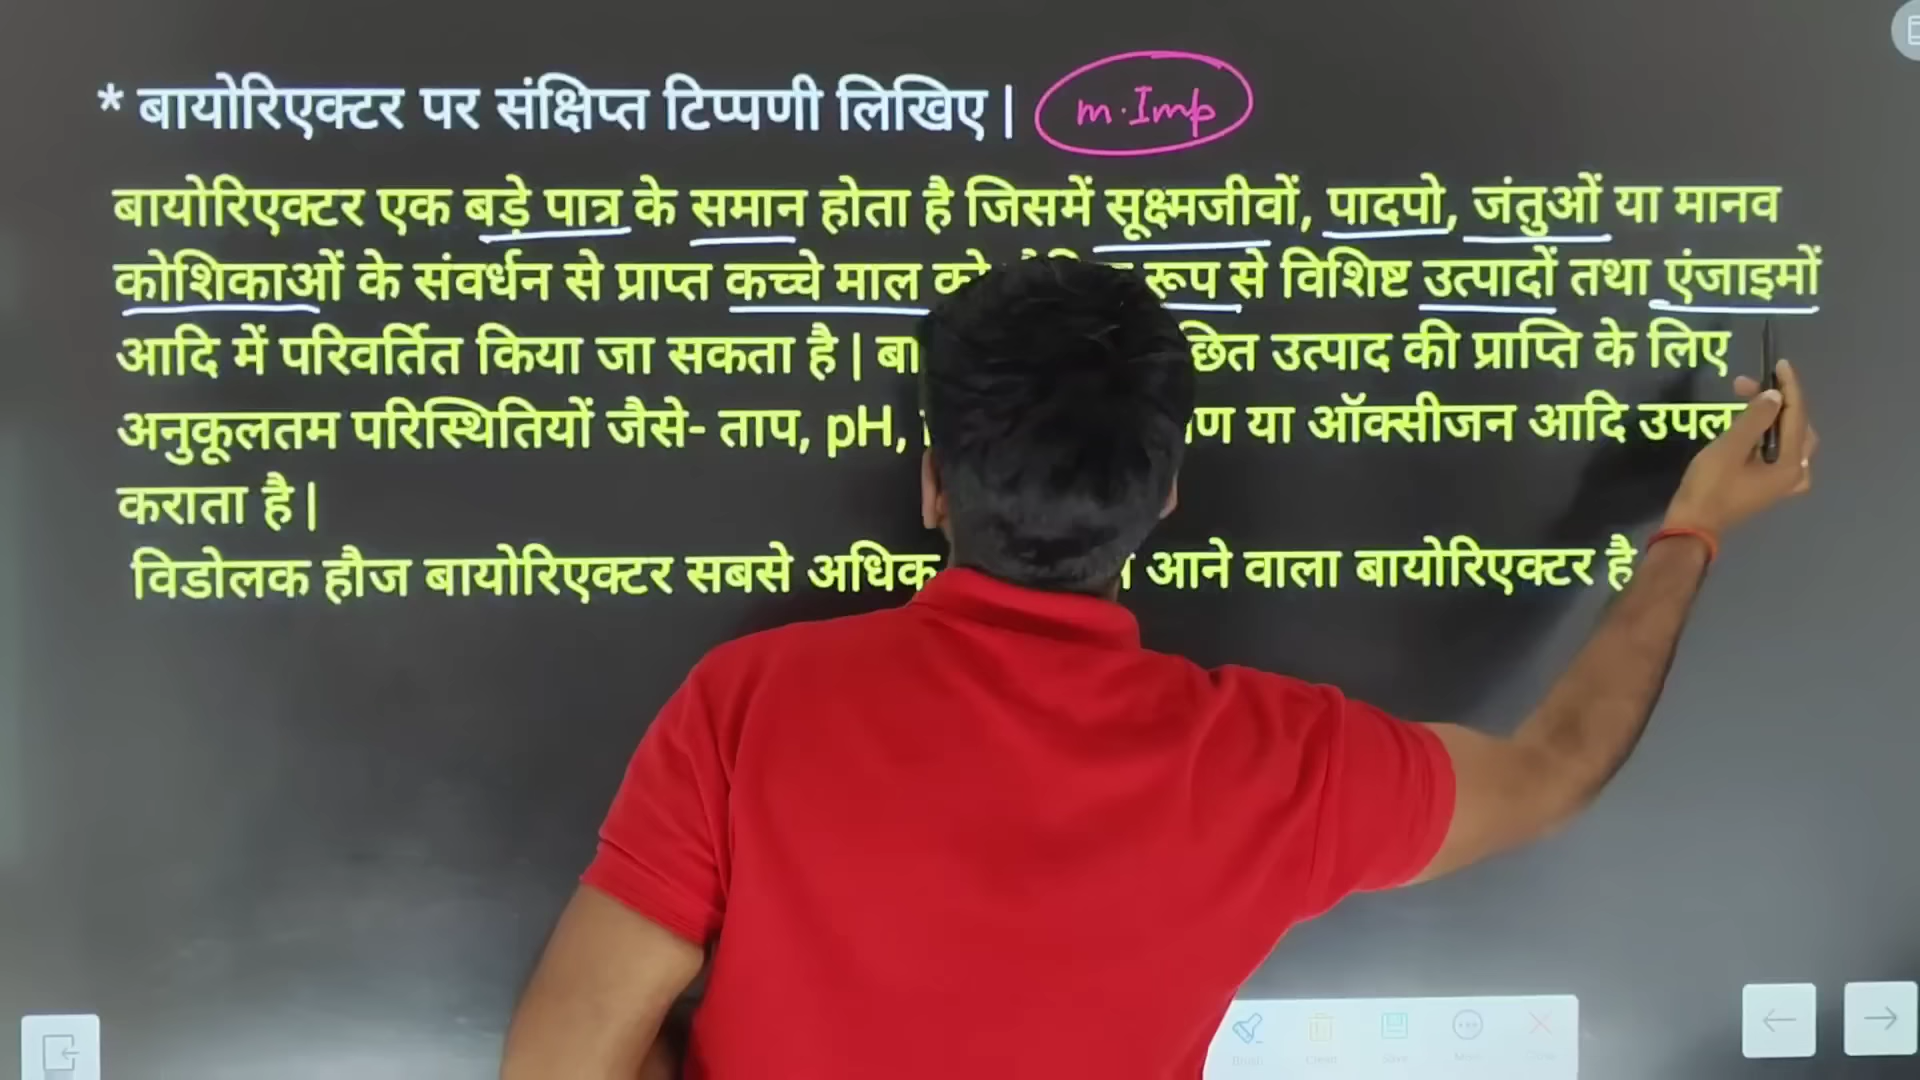 * बायोरिएक्टर पर संक्षिप्त टिप्पणी लिखिए | m. Imp
बायोरिएक्टर एक बड़े पात्र के समान होता है जिसमें सूक्ष्मजीवों, पादपो, जंतुओं या मानव
कोशिकाओं के संवर्धन से प्राप्त कच्चे माल रूप से विशिष्ट उत्पादों तथा एंजाइमों
आदि में परिवर्तित किया जा सकता है | उत्पाद की प्राप्ति के लिए
अनुकूलतम परिस्थितियों जैसे- ताप, pH, या ऑक्सीजन आदि
कराता है |
विडोलक हौज बायोरिएक्टर सबसे अधिक आने वाला बायोरिएक्टर है